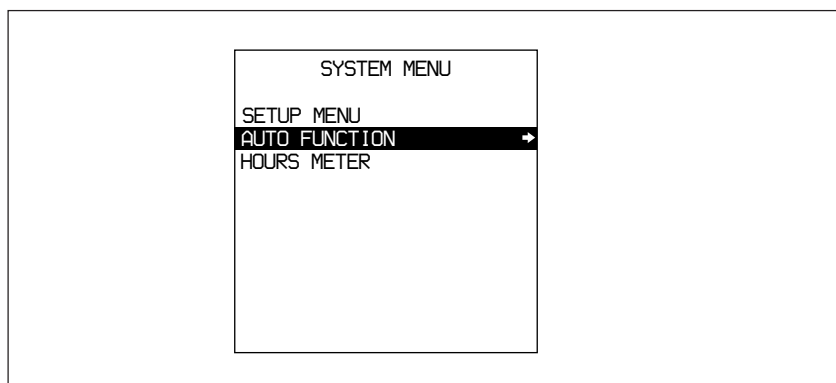 SYSTEM MENU
SETUP MENU
AUTO FUNCTION
HOURS METER